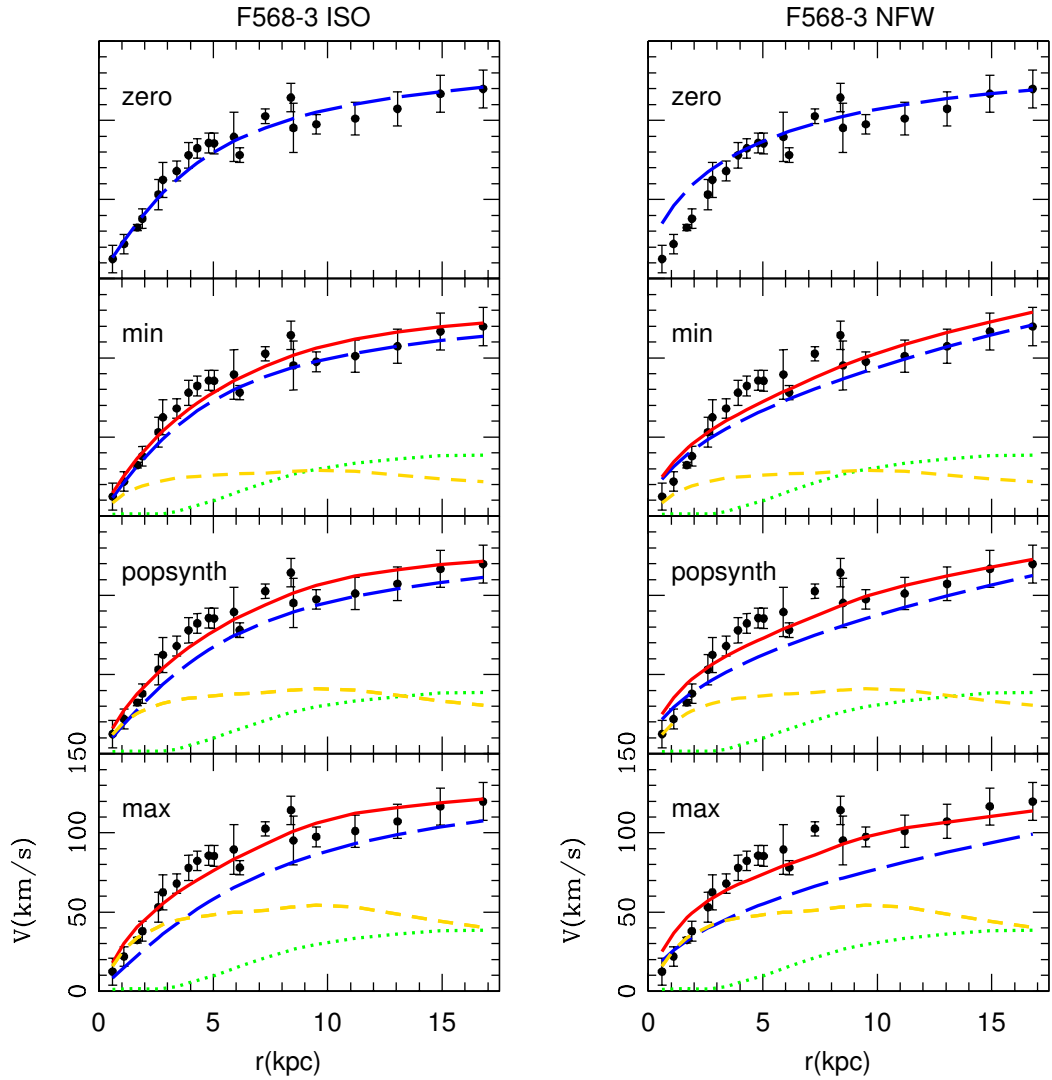 F568-3 ISO
F568-3 NFW
zero
zero
min
min
popsynth
popsynth
max
max
V(km/s)
0
50
100
150
V(km/s)
0
50
100
150
0
5
10
15
0
5
10
15
r(kpc)
r(kpc)